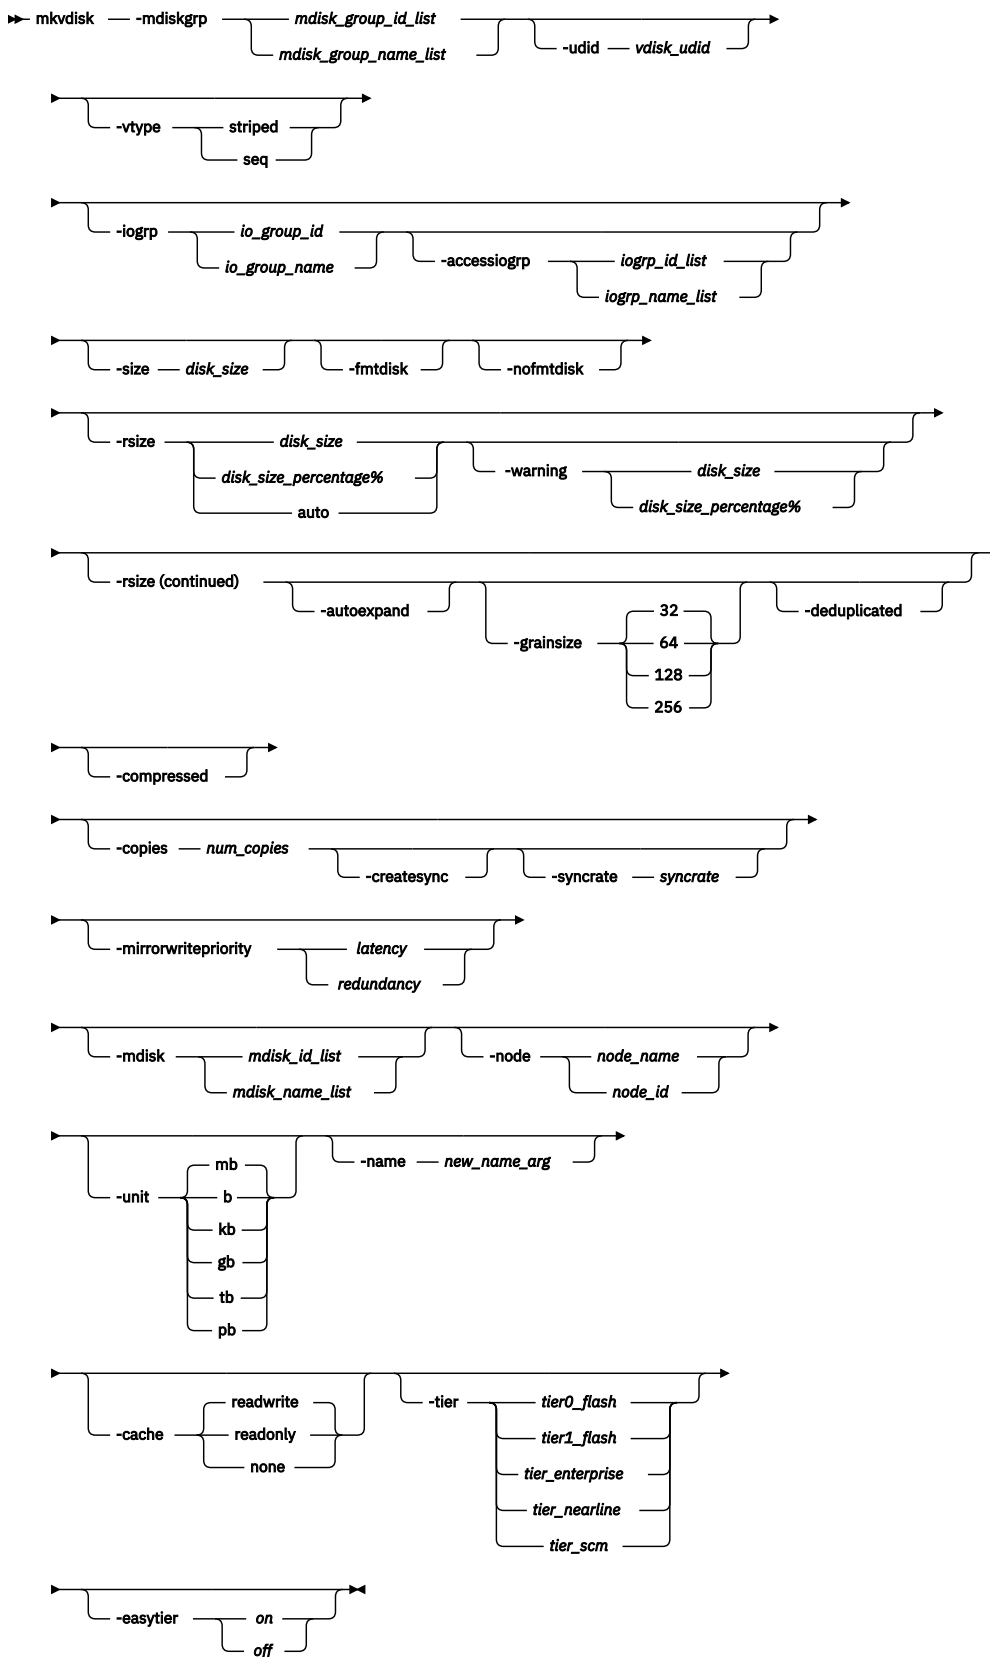 mkvdisk -mdiskgrp mdisk_group_id_list
mdisk_group_name_list -udid vdisk_udid
-vtype striped
seq
-iogrp io_group_id
io_group_name -accessiogrp iogrp_id_list
iogrp_name_list
-size disk_size -fmtdisk -nofmtdisk
-rsize disk_size
disk_size_percentage% -warning disk_size
auto disk_size_percentage%
-rsize (continued)
-autoexpand 32 -deduplicated
-grainsize 64
128
256
-compressed
-copies num_copies
-createsync -syncrate syncrate
-mirrorwritepriority latency
redundancy
-mdisk mdisk_id_list -node node_name
mdisk_name_list node_id
mb -name new_name_arg
-unit b
kb
gb
tb
pb
readwrite -tier tier0_flash
-cache readonly tier1_flash
none tier_enterprise
tier_nearline
tier_scm
-easytier on
off